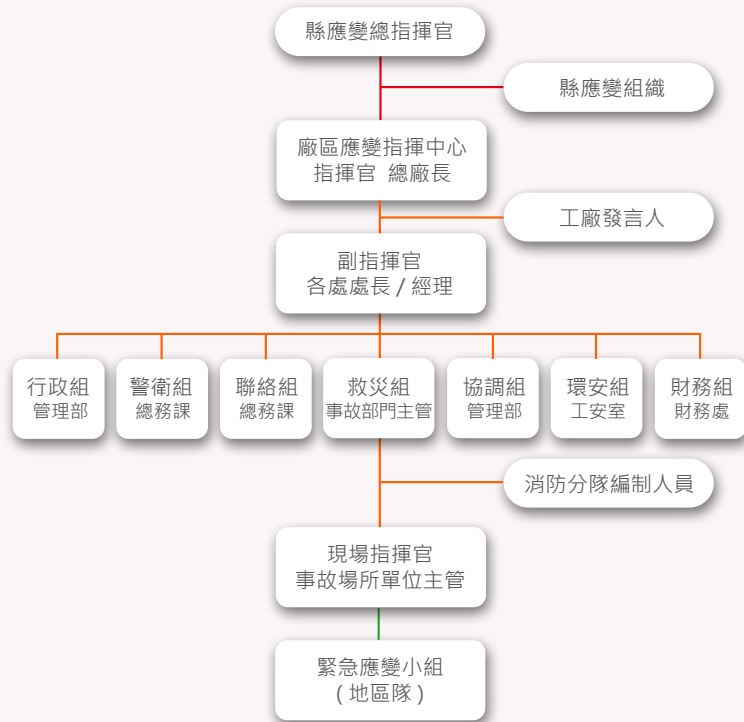 縣應變總指揮官
縣應變組織
廠區應變指揮中心
指揮官 總廠長
工廠發言人
副指揮官
各處處長 / 經理
行政組
管理部
警衛組
總務課
聯絡組
總務課
救災組
事故部門主管
協調組
管理部
環安組
工安室
財務組
財務處
消防分隊編制人員
現場指揮官
事故場所單位主管
緊急應變小組
( 地區隊 )